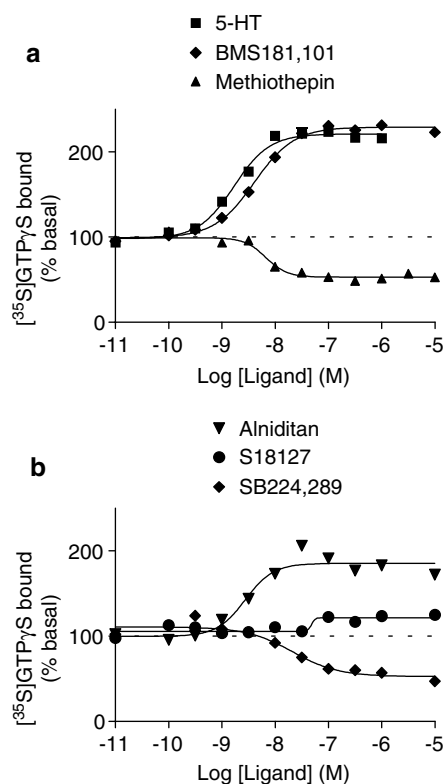 a
5-HT
BMS181,101
Methiothepin
[³⁵S]GTPγS bound
(% basal)
200
100
0
-11 -10 -9 -8 -7 -6 -5
Log [Ligand] (M)
b
Alniditan
S18127
SB224,289
[³⁵S]GTPγS bound
(% basal)
200
100
0
-11 -10 -9 -8 -7 -6 -5
Log [Ligand] (M)